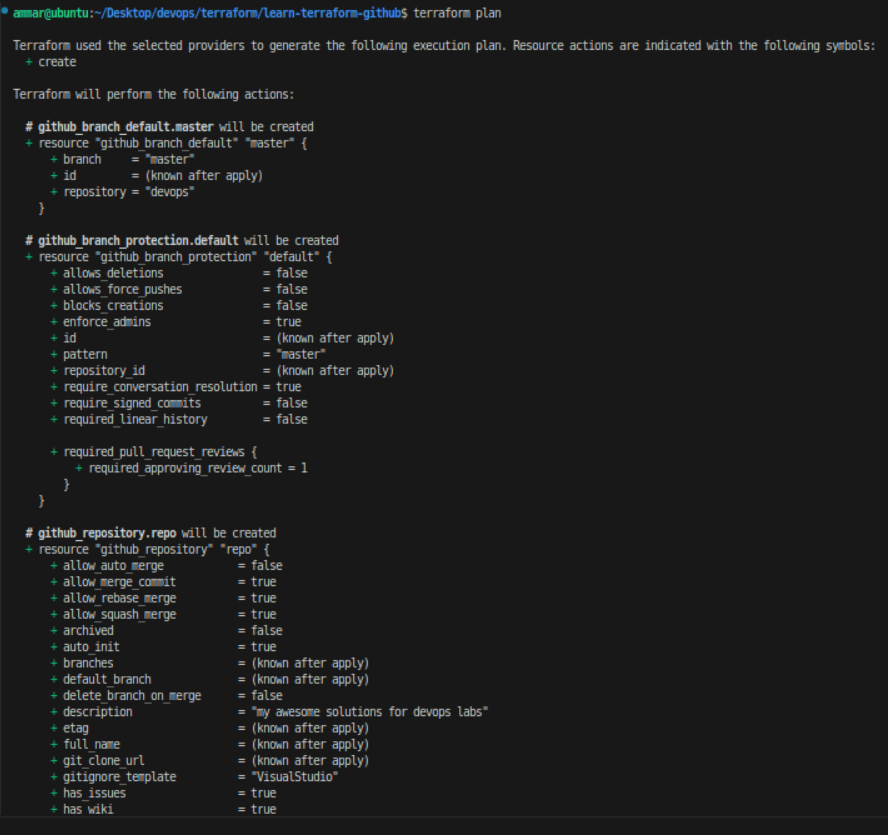 ammar@ubuntu:~/Desktop/devops/terraform/learn-terraform-github$ terraform plan
Terraform used the selected providers to generate the following execution plan. Resource actions are indicated with the following symbols:
  + create
Terraform will perform the following actions:
  # github_branch_default.master will be created
  + resource "github_branch_default" "master" {
      + branch     = "master"
      + id         = (known after apply)
      + repository = "devops"
    }
  # github_branch_protection.default will be created
  + resource "github_branch_protection" "default" {
      + allows_deletions                = false
      + allows_force_pushes             = false
      + blocks_creations                = false
      + enforce_admins                  = true
      + id                              = (known after apply)
      + pattern                         = "master"
      + repository_id                   = (known after apply)
      + require_conversation_resolution = true
      + require_signed_commits          = false
      + required_linear_history         = false
      + required_pull_request_reviews {
          + required_approving_review_count = 1
        }
    }
  # github_repository.repo will be created
  + resource "github_repository" "repo" {
      + allow_auto_merge            = false
      + allow_merge_commit          = true
      + allow_rebase_merge          = true
      + allow_squash_merge          = true
      + archived                    = false
      + auto_init                   = true
      + branches                    = (known after apply)
      + default_branch              = (known after apply)
      + delete_branch_on_merge      = false
      + description                 = "my awesome solutions for devops labs"
      + etag                        = (known after apply)
      + full_name                   = (known after apply)
      + git_clone_url               = (known after apply)
      + gitignore_template          = "VisualStudio"
      + has_issues                  = true
      + has_wiki                    = true